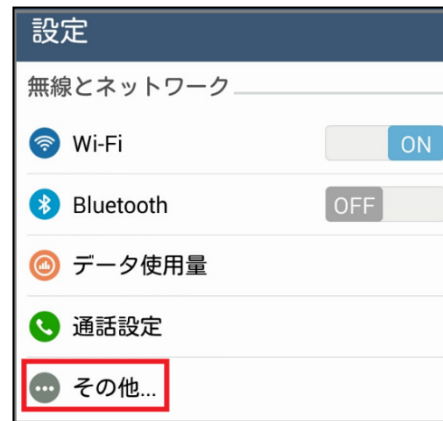 設定
無線とネットワーク
Wi-Fi
ON
Bluetooth
OFF
データ使用量
通話設定
その他...